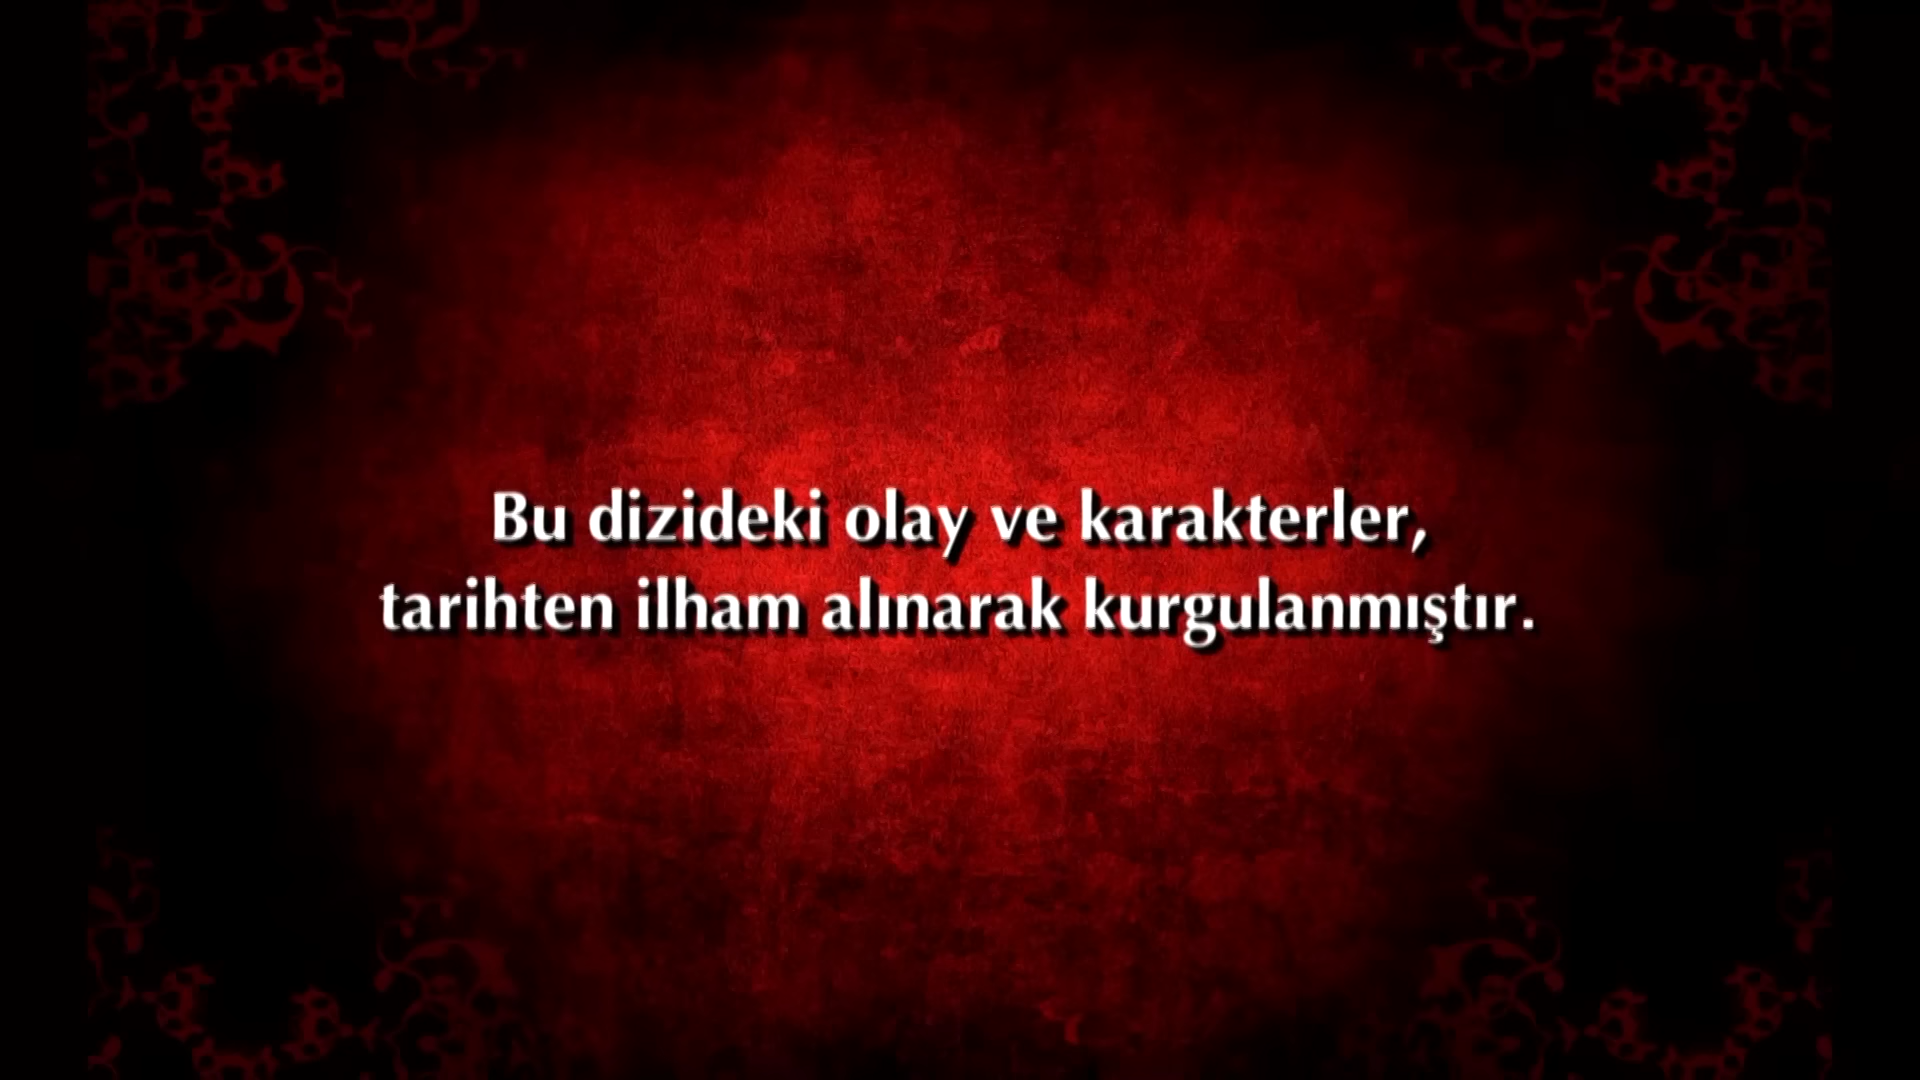 Bu dizideki olay ve karakterler,
tarihten ilham alınarak kurgulanmıştır.